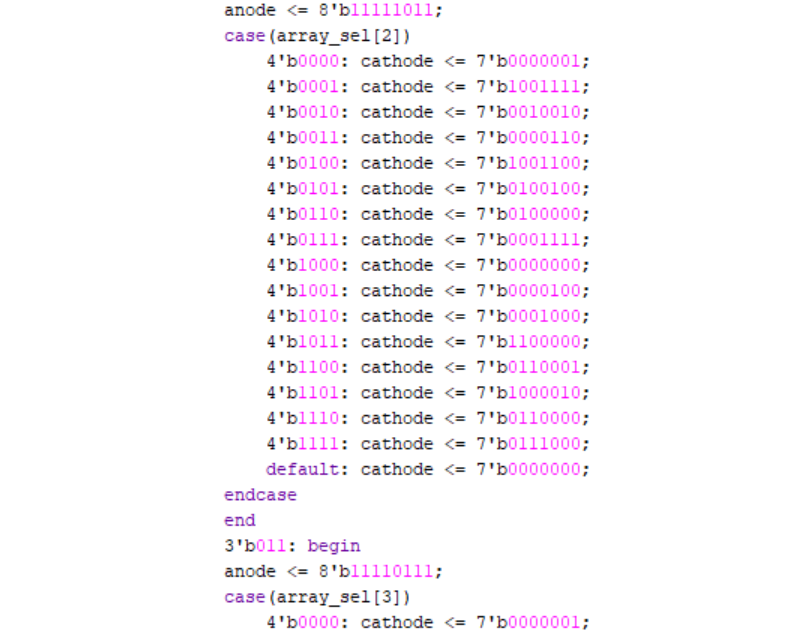 anode <= 8'b11111011;
case(array_sel[2])
4'b0000: cathode <= 7'b0000001;
4'b0001: cathode <= 7'b1001111;
4'b0010: cathode <= 7'b0010010;
4'b0011: cathode <= 7'b0000110;
4'b0100: cathode <= 7'b1001100;
4'b0101: cathode <= 7'b0100100;
4'b0110: cathode <= 7'b0100000;
4'b0111: cathode <= 7'b0001111;
4'b1000: cathode <= 7'b0000000;
4'b1001: cathode <= 7'b0000100;
4'b1010: cathode <= 7'b0001000;
4'b1011: cathode <= 7'b1100000;
4'b1100: cathode <= 7'b0110001;
4'b1101: cathode <= 7'b1000010;
4'b1110: cathode <= 7'b0110000;
4'b1111: cathode <= 7'b0111000;
default: cathode <= 7'b0000000;
endcase
end
3'b011: begin
anode <= 8'b11110111;
case(array_sel[3])
4'b0000: cathode <= 7'b0000001;